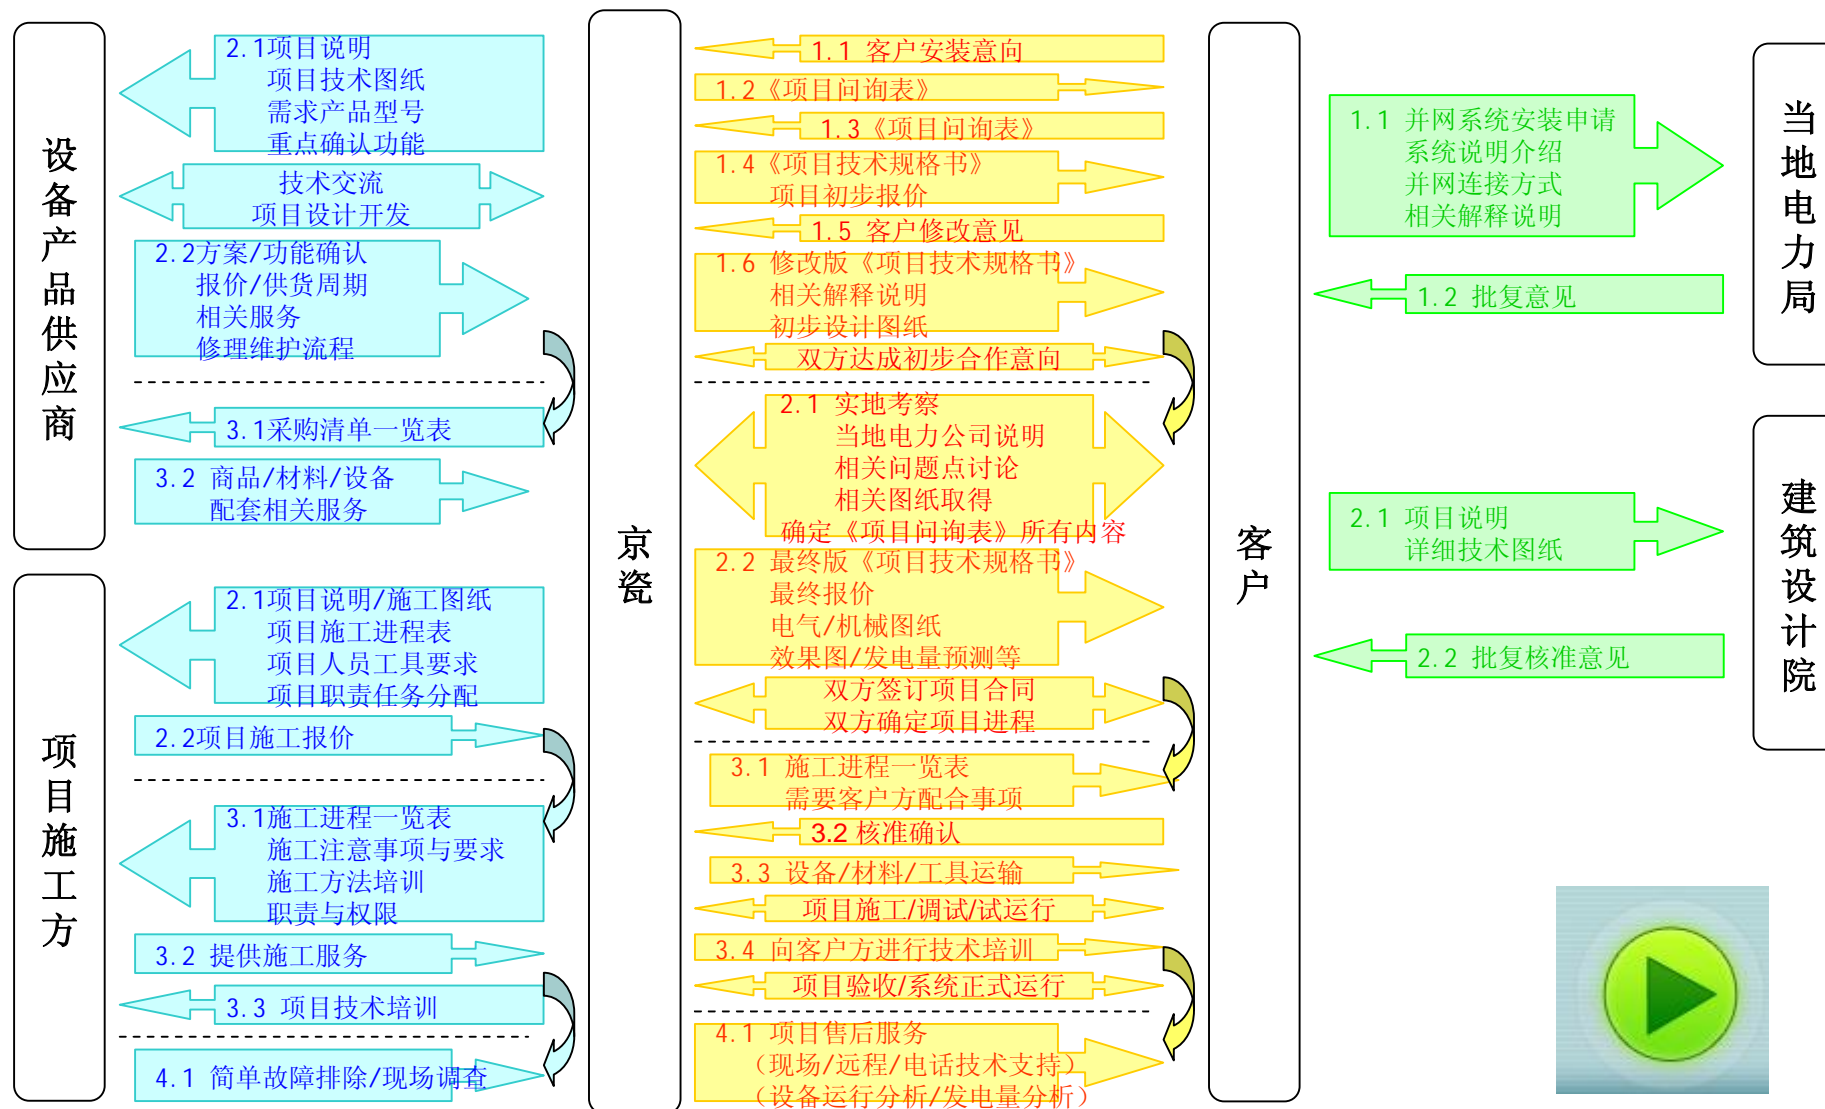 设备产品供应商
2.1项目说明
项目技术图纸
需求产品型号
重点确认功能
技术交流
项目设计开发
2.2方案/功能确认
报价/供货周期
相关服务
修理维护流程
3.1采购清单一览表
3.2 商品/材料/设备
配套相关服务
项目施工方
2.1项目说明/施工图纸
项目施工进程表
项目人员工具要求
项目职责任务分配
2.2项目施工报价
3.1施工进程一览表
施工注意事项与要求
施工方法培训
职责与权限
3.2 提供施工服务
3.3 项目技术培训
4.1 简单故障排除/现场调查
京瓷
1.1 客户安装意向
1.2《项目问询表》
1.3《项目问询表》
1.4《项目技术规格书》
项目初步报价
1.5 客户修改意见
1.6 修改版《项目技术规格书》
相关解释说明
初步设计图纸
双方达成初步合作意向
2.1 实地考察
当地电力公司说明
相关问题点讨论
相关图纸取得
确定《项目问询表》所有内容
2.2 最终版《项目技术规格书》
最终报价
电气/机械图纸
效果图/发电量预测等
双方签订项目合同
双方确定项目进程
3.1 施工进程一览表
需要客户方配合事项
3.2 核准确认
3.3 设备/材料/工具运输
项目施工/调试/试运行
3.4 向客户方进行技术培训
项目验收/系统正式运行
4.1 项目售后服务
（现场/远程/电话技术支持）
（设备运行分析/发电量分析）
客户
1.1 并网系统安装申请
系统说明介绍
并网连接方式
相关解释说明
1.2 批复意见
2.1 项目说明
详细技术图纸
2.2 批复核准意见
当地电力局
建筑设计院